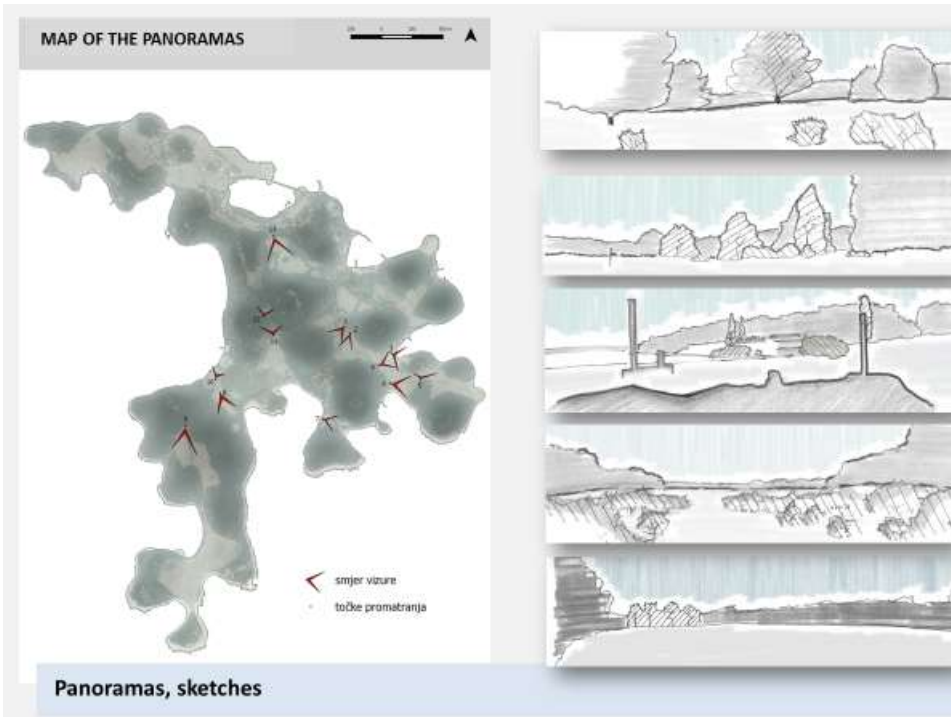 MAP OF THE PANORAMAS
smjer vizure
točke promatranja
Panoramas, sketches